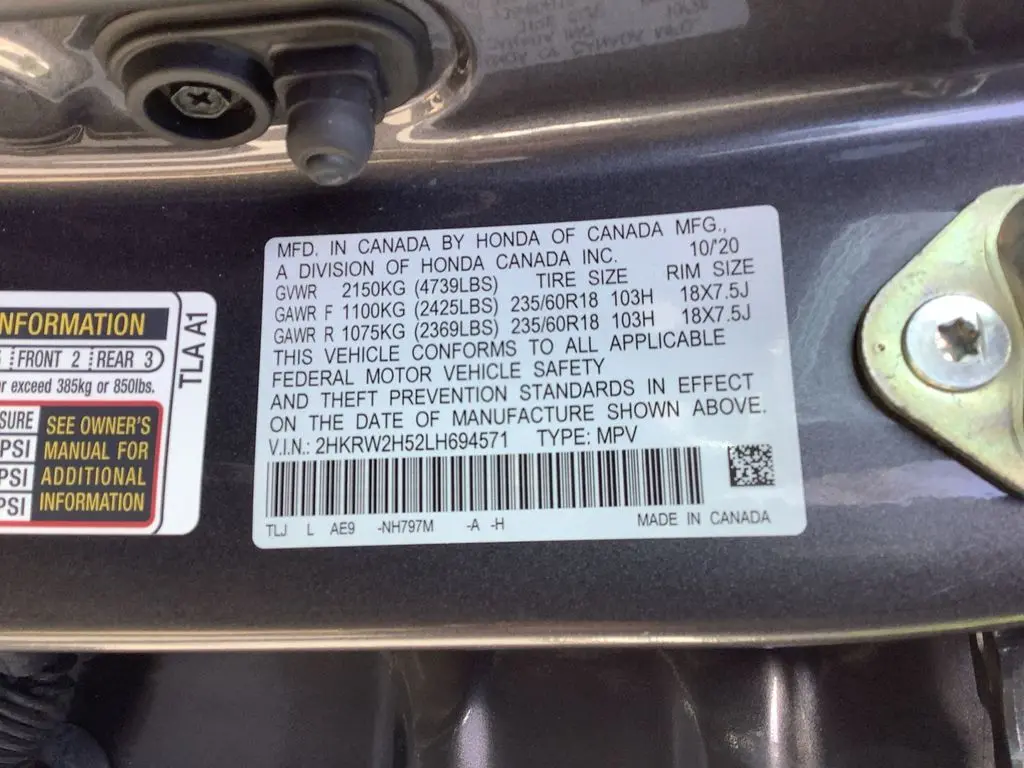 MFD. IN CANADA BY HONDA OF CANADA MFG.,
A DIVISION OF HONDA CANADA INC. 10/'20
GVWR 2150KG (4739LBS) TIRE SIZE RIM SIZE
GAWR F 1100KG (2425LBS) 235/60R18 103H 18X7.5J
GAWR R 1075KG (2369LBS) 235/60R18 103H 18X7.5J
THIS VEHICLE CONFORMS TO ALL APPLICABLE
FEDERAL MOTOR VEHICLE SAFETY
AND THEFT PREVENTION STANDARDS IN EFFECT
ON THE DATE OF MANUFACTURE SHOWN ABOVE.
V.I.N.: 2HKRW2H52LH694571 TYPE: MPV
TLJ L AE9 -NH797M -A -H MADE IN CANADA
NFORMATION
FRONT 2 REAR 3
exceed 385kg or 850lbs.
SURE
PSI
PSI
PSI
SEE OWNER'S
MANUAL FOR
ADDITIONAL
INFORMATION
TLA A1